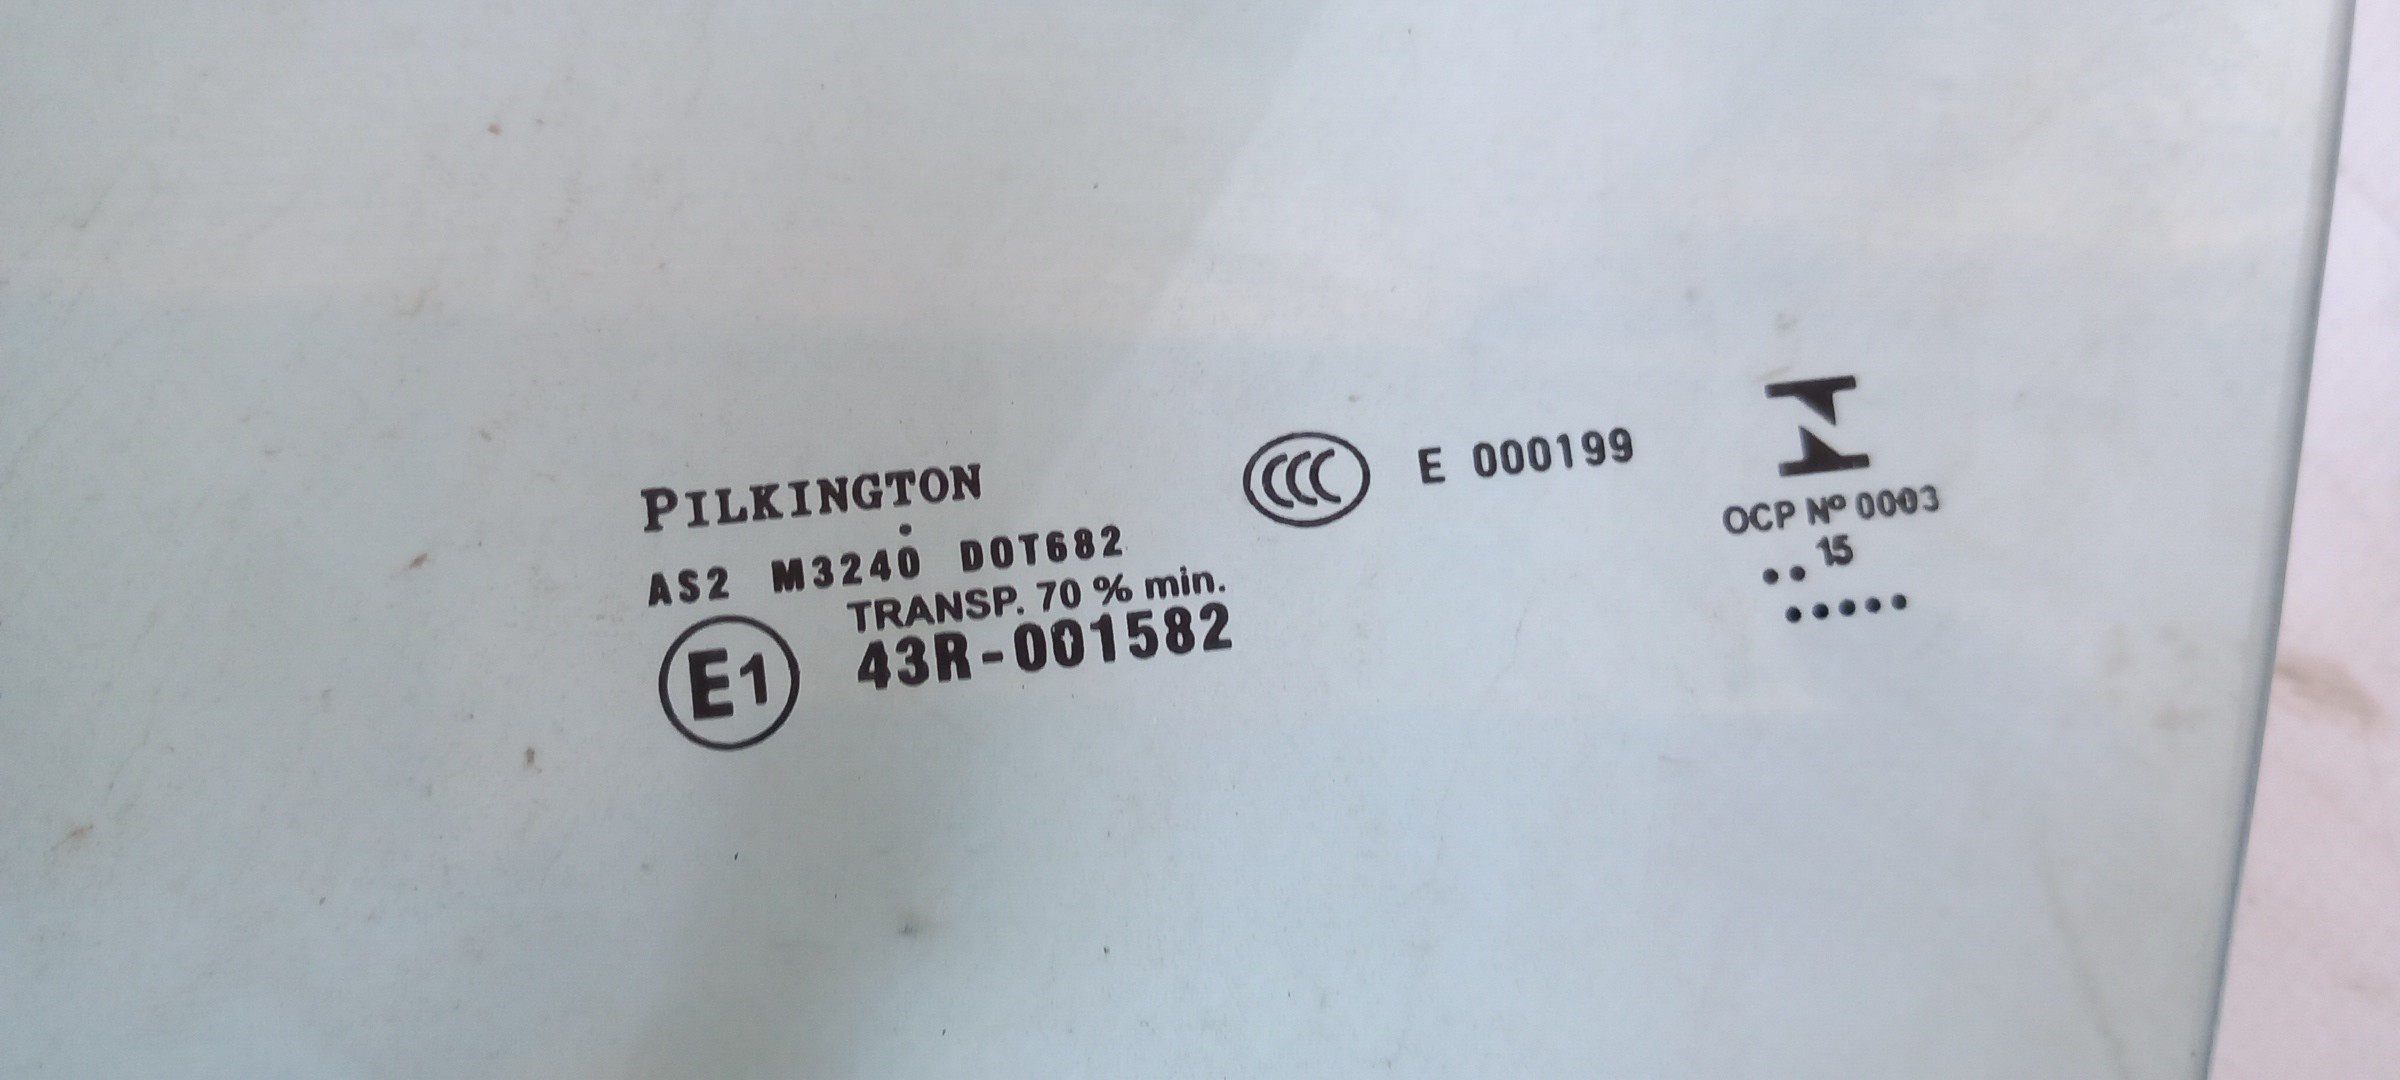 PILKINGTON
AS2 M3240 DOT682
TRANSP. 70 % min.
E1 43R-001582
CCC E 000199
OCP Nº 0003
.. 15
.....